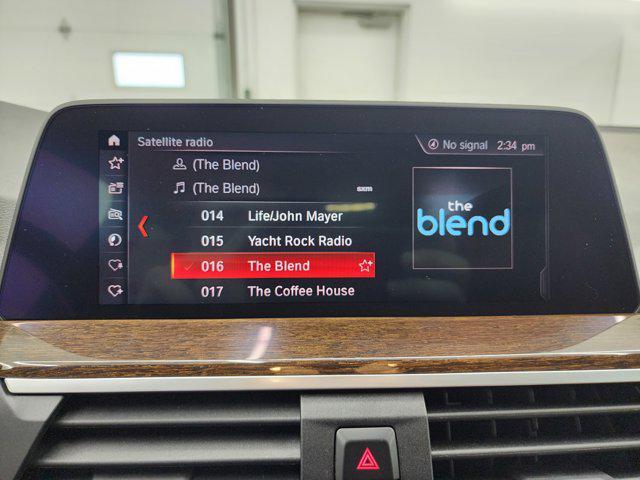 Satellite radio
No signal 2:34 pm
(The Blend)
(The Blend)
sxm
014 Life/John Mayer
015 Yacht Rock Radio
016 The Blend
017 The Coffee House
the
blend